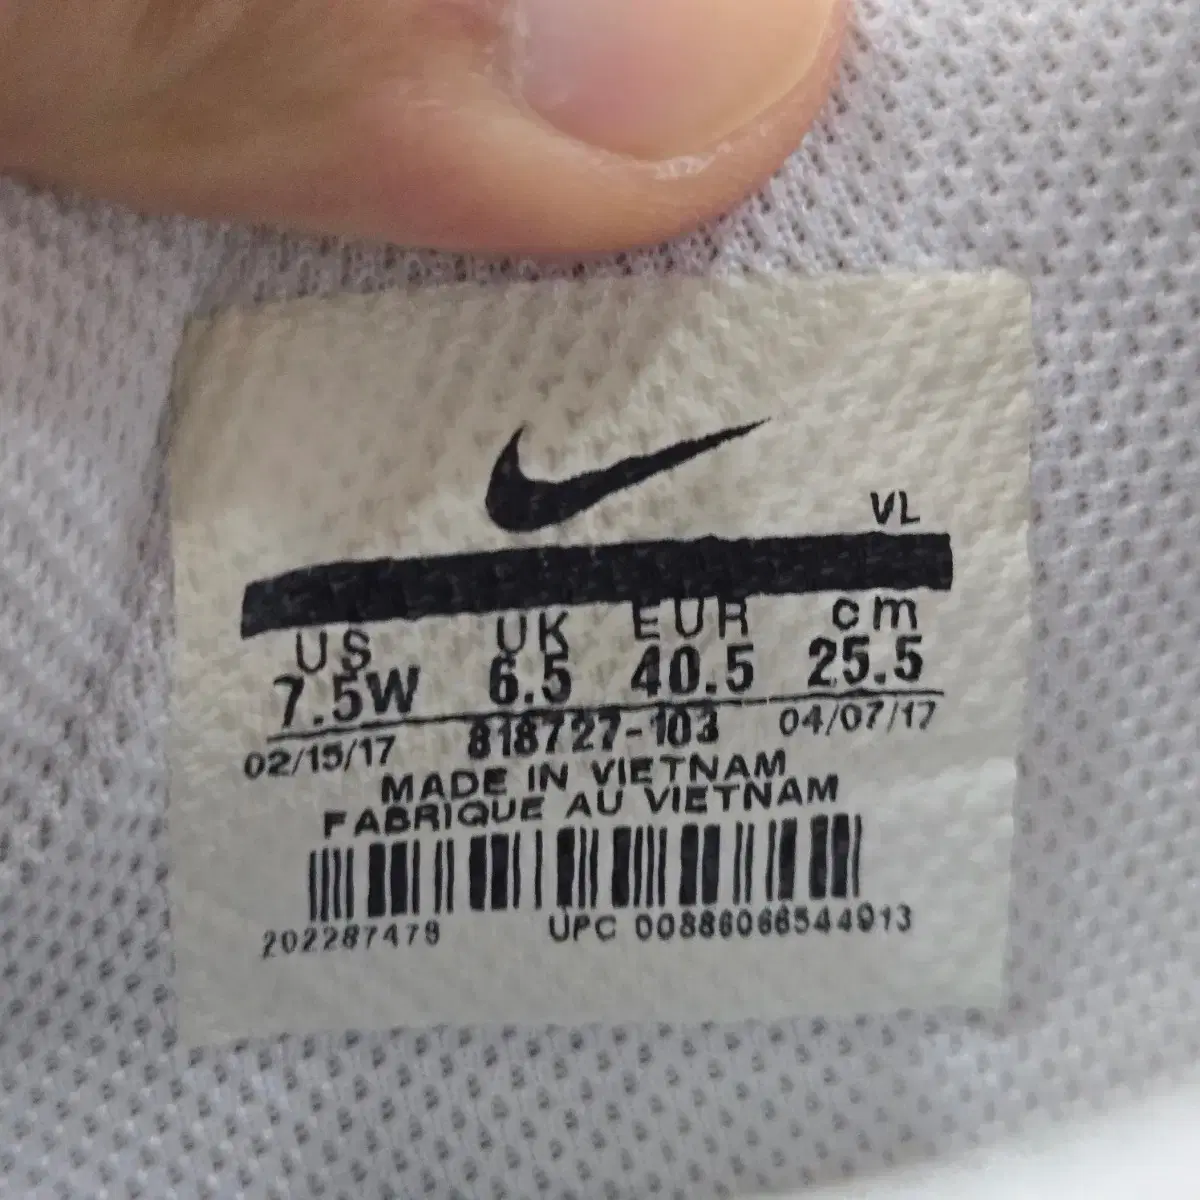 VL
US UK EUR cm
7.5W 6.5 40.5 25.5
02/15/17 818727-103 04/07/17
MADE IN VIETNAM
FABRIQUE AU VIETNAM
202287479 UPC 00886066544913